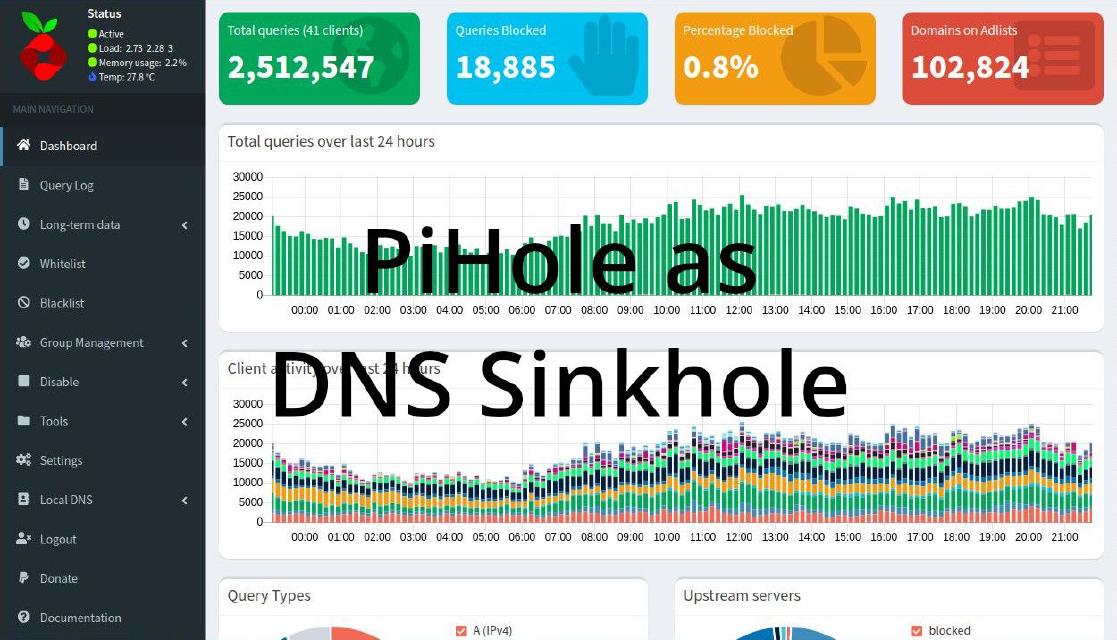 Status
Active
Load: 2.73 2.28 3
Memory usage: 2.2%
Temp: 27.8 °C
MAIN NAVIGATION
Dashboard
Query Log
Long-term data
Whitelist
Blacklist
Group Management
Disable
Tools
Settings
Local DNS
Logout
Donate
Documentation
Total queries (41 clients)
2,512,547
Queries Blocked
18,885
Percentage Blocked
0.8%
Domains on Adlists
102,824
Total queries over last 24 hours
30000
25000
20000
15000
10000
5000
0
00:00 01:00 02:00 03:00 04:00 05:00 06:00 07:00 08:00 09:00 10:00 11:00 12:00 13:00 14:00 15:00 16:00 17:00 18:00 19:00 20:00 21:00
PiHole as
DNS Sinkhole
Client activity over last 24 hours
30000
25000
20000
15000
10000
5000
0
00:00 01:00 02:00 03:00 04:00 05:00 06:00 07:00 08:00 09:00 10:00 11:00 12:00 13:00 14:00 15:00 16:00 17:00 18:00 19:00 20:00 21:00
Query Types
A (IPv4)
Upstream servers
blocked